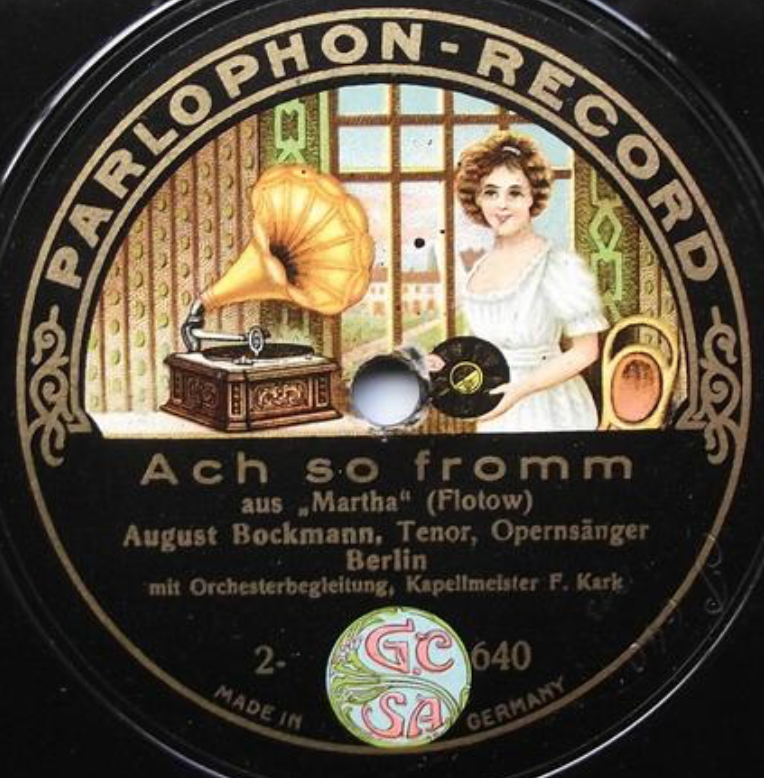 PARLOPHON-RECORD
Ach so fromm
aus „Martha“ (Flotow)
August Bockmann, Tenor, Opernsänger
Berlin
mit Orchesterbegleitung, Kapellmeister F. Kark
2- 640
G.C
SA
MADE IN GERMANY